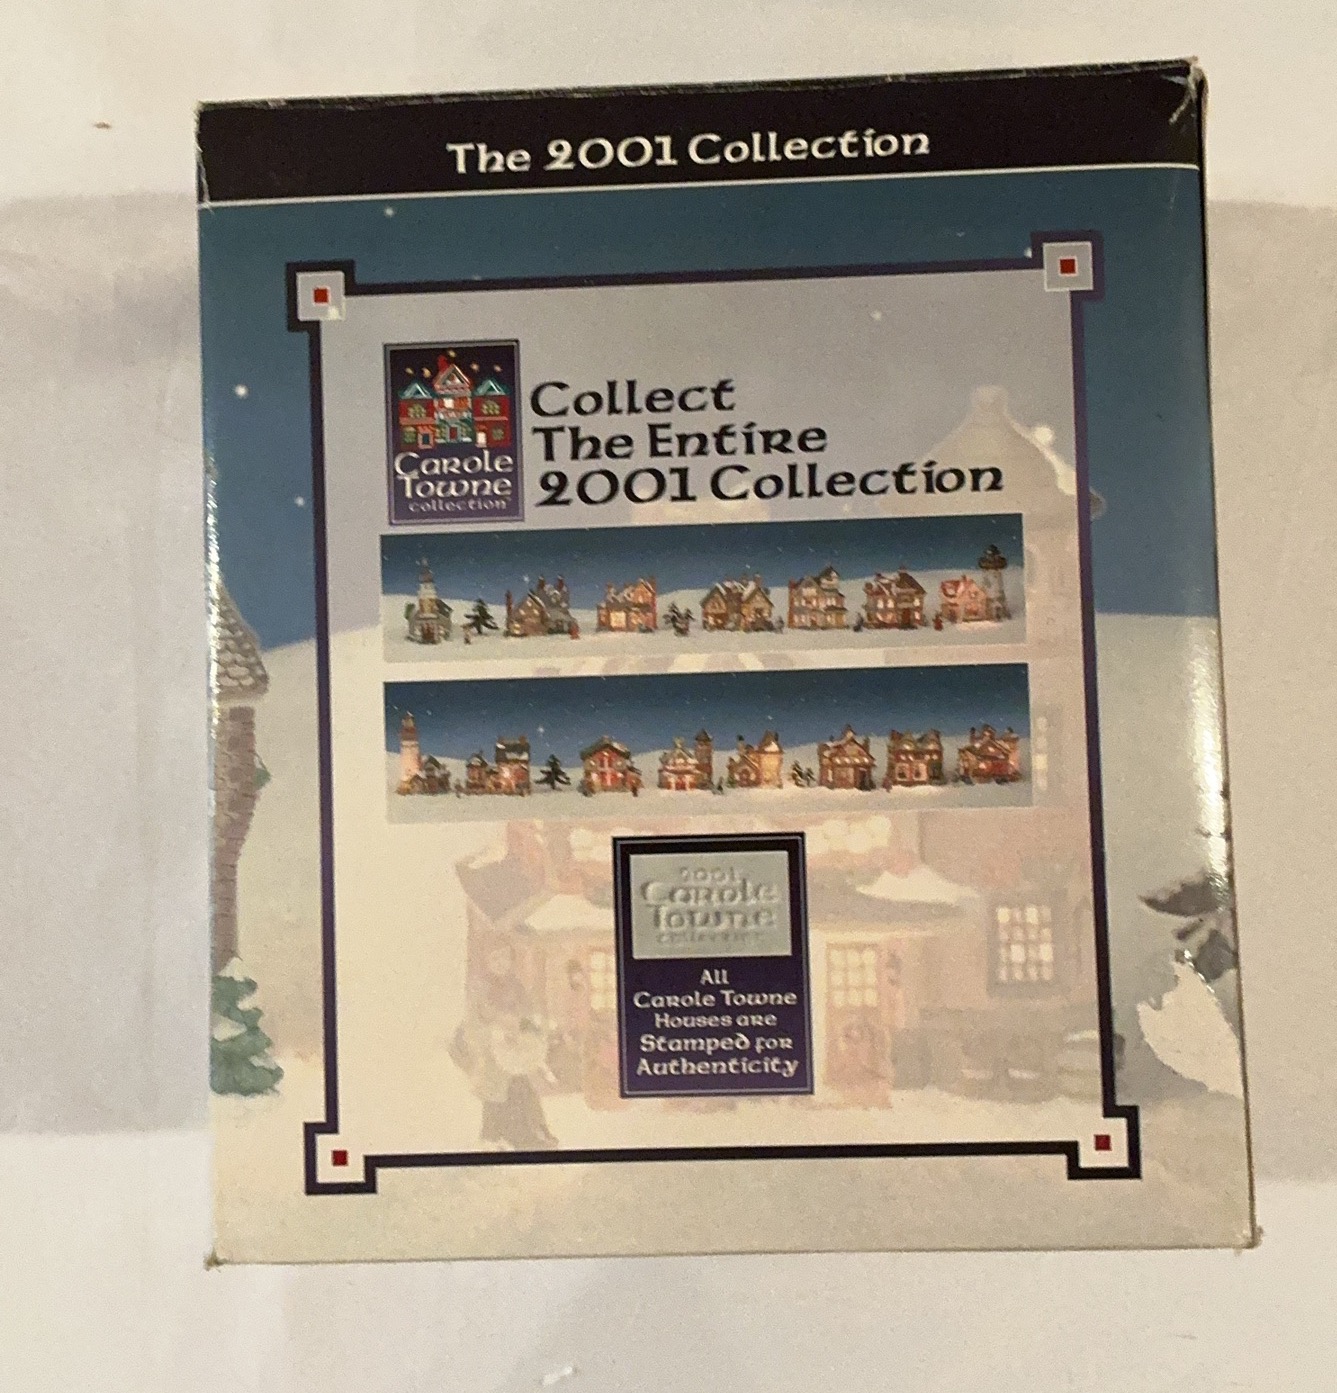 The 2001 Collection
Carole
Towne
collection
Collect
The Entire
2001 Collection
2001
Carole
Towne
collection
All
Carole Towne
Houses are
Stamped for
Authenticity